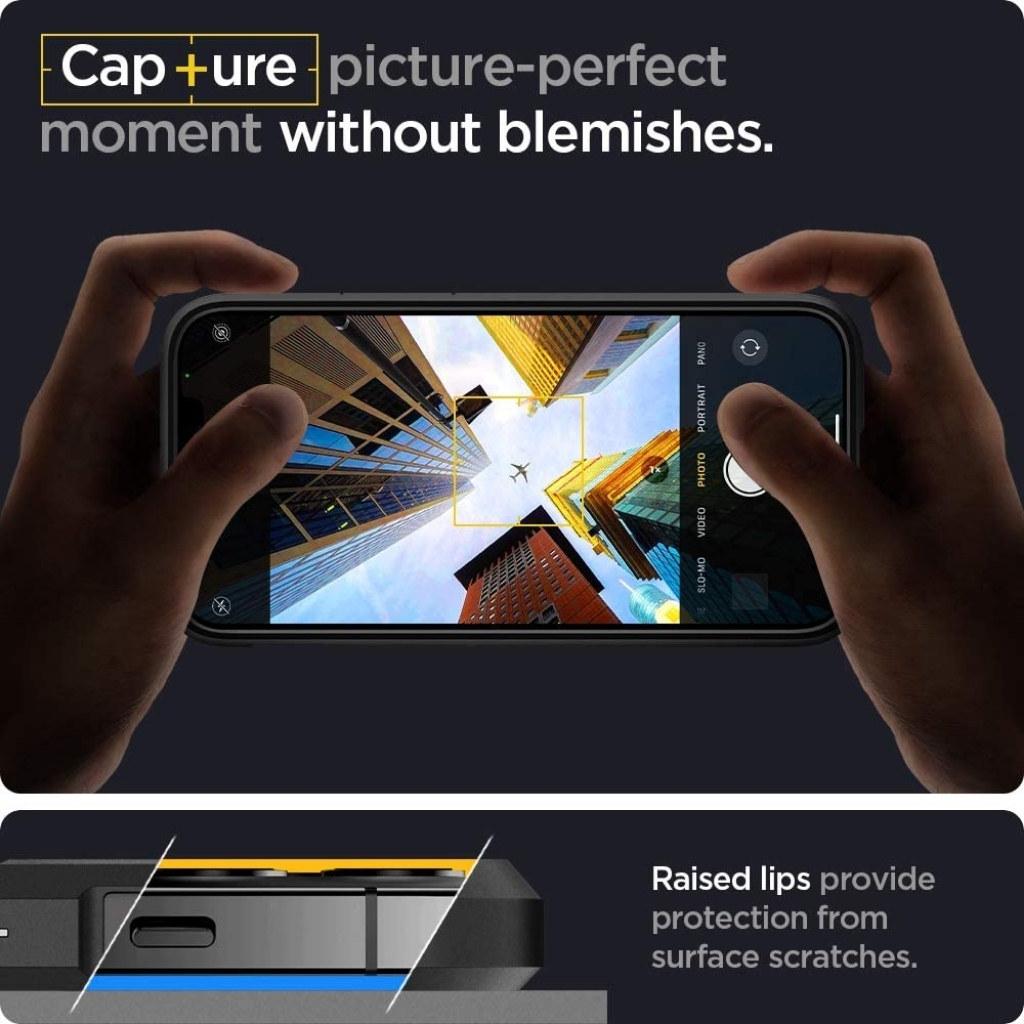 Cap+ure picture-perfect
moment without blemishes.
PANO
PORTRAIT
PHOTO
1x
VIDEO
SLO-MO
Raised lips provide
protection from
surface scratches.